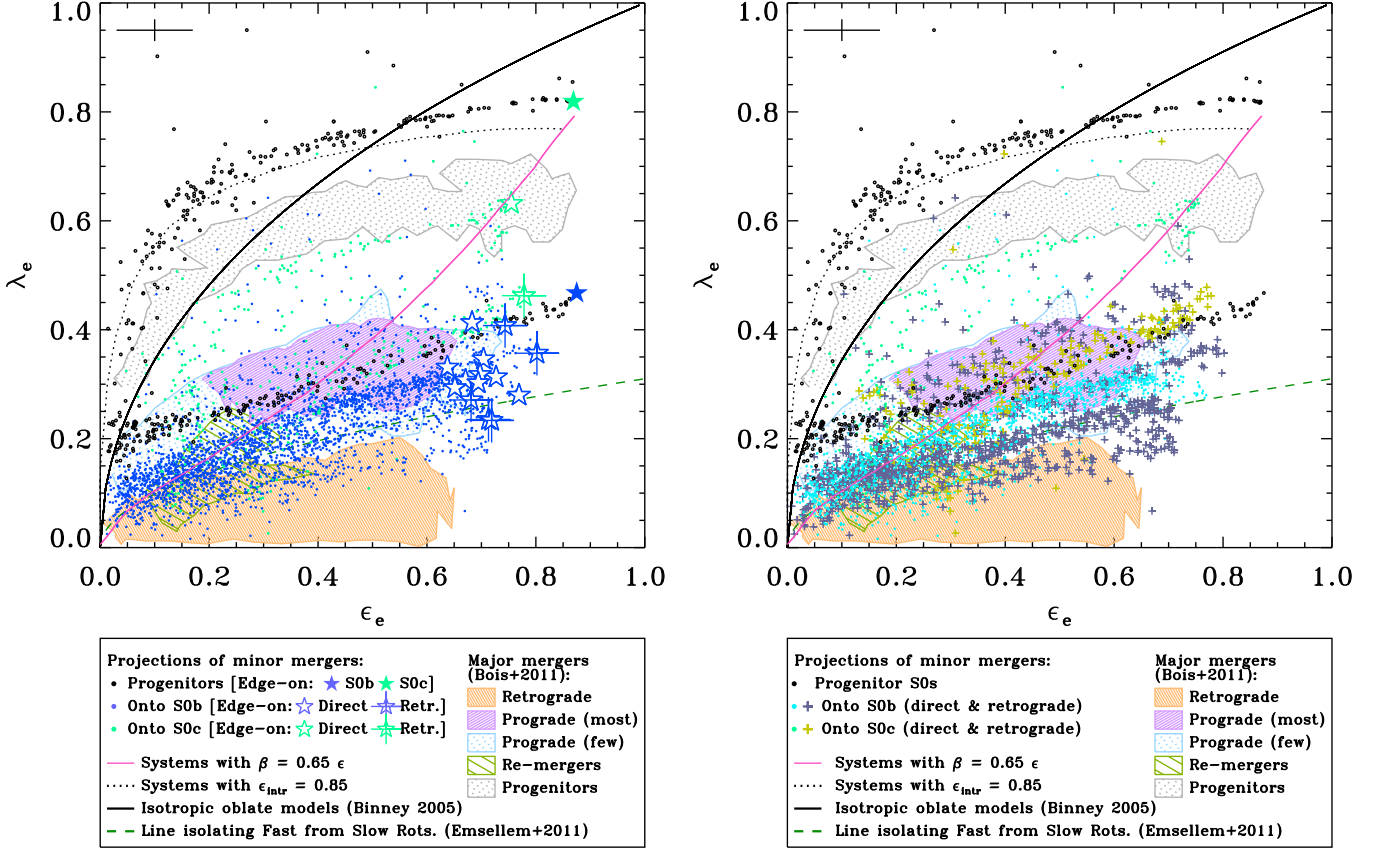 1.0
0.8
0.6
0.4
0.2
0.0
λe
0.0 0.2 0.4 0.6 0.8 1.0
ϵe
Projections of minor mergers:
Progenitors [Edge-on: S0b S0c]
Onto S0b [Edge-on: Direct Retr.]
Onto S0c [Edge-on: Direct Retr.]
Systems with β = 0.65 ϵ
Systems with ϵintr = 0.85
Isotropic oblate models (Binney 2005)
Line isolating Fast from Slow Rots. (Emsellem+2011)
Major mergers
(Bois+2011):
Retrograde
Prograde (most)
Prograde (few)
Re-mergers
Progenitors
1.0
0.8
0.6
0.4
0.2
0.0
λe
0.0 0.2 0.4 0.6 0.8 1.0
ϵe
Projections of minor mergers:
Progenitor S0s
Onto S0b (direct & retrograde)
Onto S0c (direct & retrograde)
Systems with β = 0.65 ϵ
Systems with ϵintr = 0.85
Isotropic oblate models (Binney 2005)
Line isolating Fast from Slow Rots. (Emsellem+2011)
Major mergers
(Bois+2011):
Retrograde
Prograde (most)
Prograde (few)
Re-mergers
Progenitors